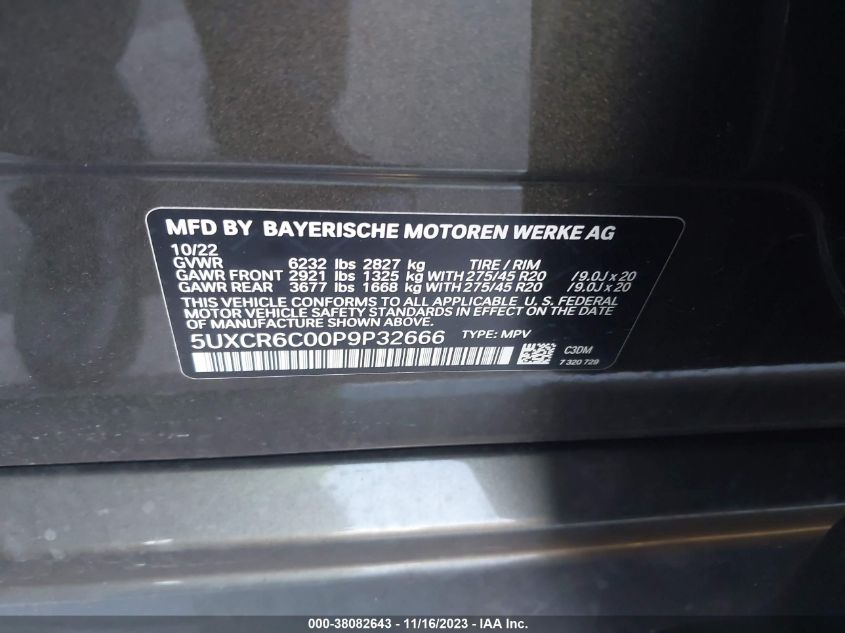 MFD BY BAYERISCHE MOTOREN WERKE AG
10/22
GVWR 6232 lbs 2827 kg TIRE / RIM
GAWR FRONT 2921 lbs 1325 kg WITH 275/45 R20 /9.0J x 20
GAWR REAR 3677 lbs 1668 kg WITH 275/45 R20 /9.0J x 20
THIS VEHICLE CONFORMS TO ALL APPLICABLE U. S. FEDERAL
MOTOR VEHICLE SAFETY STANDARDS IN EFFECT ON THE DATE
OF MANUFACTURE SHOWN ABOVE.
5UXCR6C00P9P32666 TYPE: MPV
C3DM
7 320 729
000-38082643 - 11/16/2023 - IAA Inc.